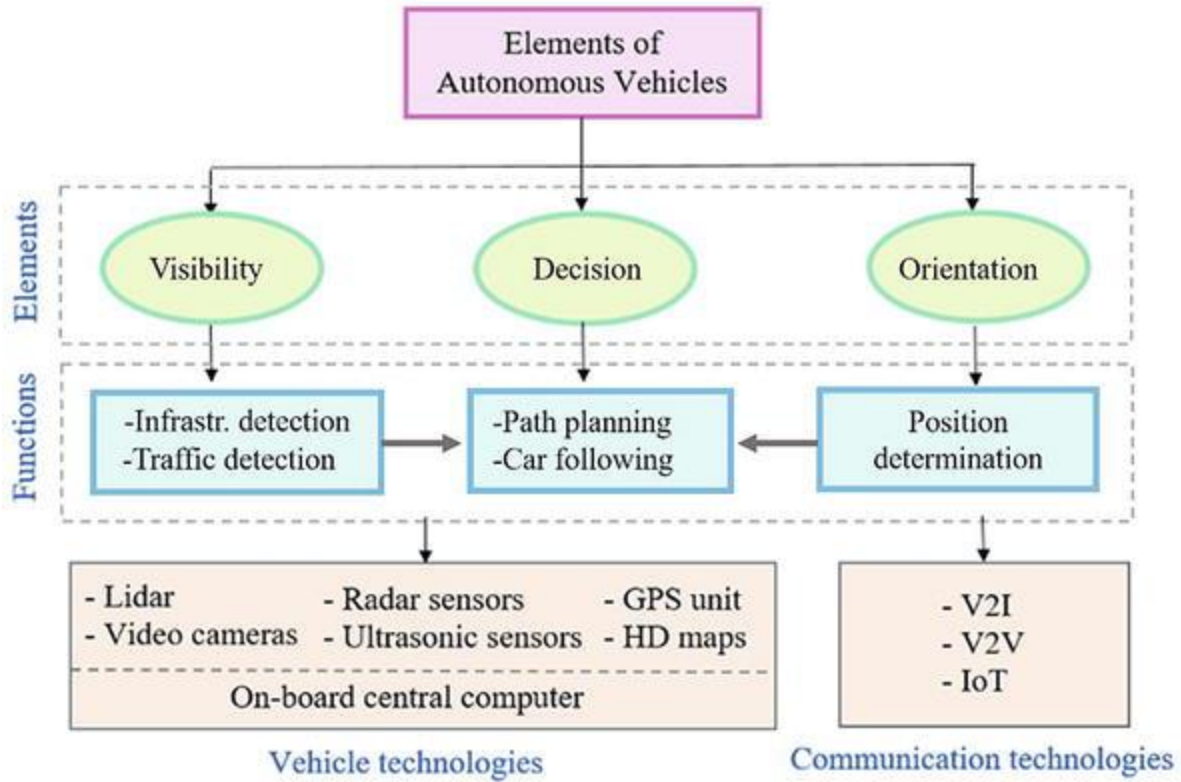 Elements of
Autonomous Vehicles
Elements
Visibility
Decision
Orientation
Functions
-Infrastr. detection
-Traffic detection
-Path planning
-Car following
Position
determination
- Lidar
- Video cameras
- Radar sensors
- Ultrasonic sensors
- GPS unit
- HD maps
On-board central computer
Vehicle technologies
- V2I
- V2V
- IoT
Communication technologies